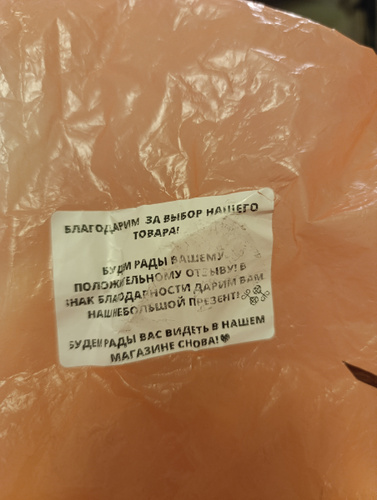 БЛАГОДАРИМ ЗА ВЫБОР НАШЕГО
ТОВАРА!
БУДЕМ РАДЫ ВАШЕМУ
ПОЛОЖИТЕЛЬНОМУ ОТЗЫВУ! В
ЗНАК БЛАГОДАРНОСТИ ДАРИМ ВАМ
НАШ НЕБОЛЬШОЙ ПРЕЗЕНТ!
БУДЕМ РАДЫ ВАС ВИДЕТЬ В НАШЕМ
МАГАЗИНЕ СНОВА!